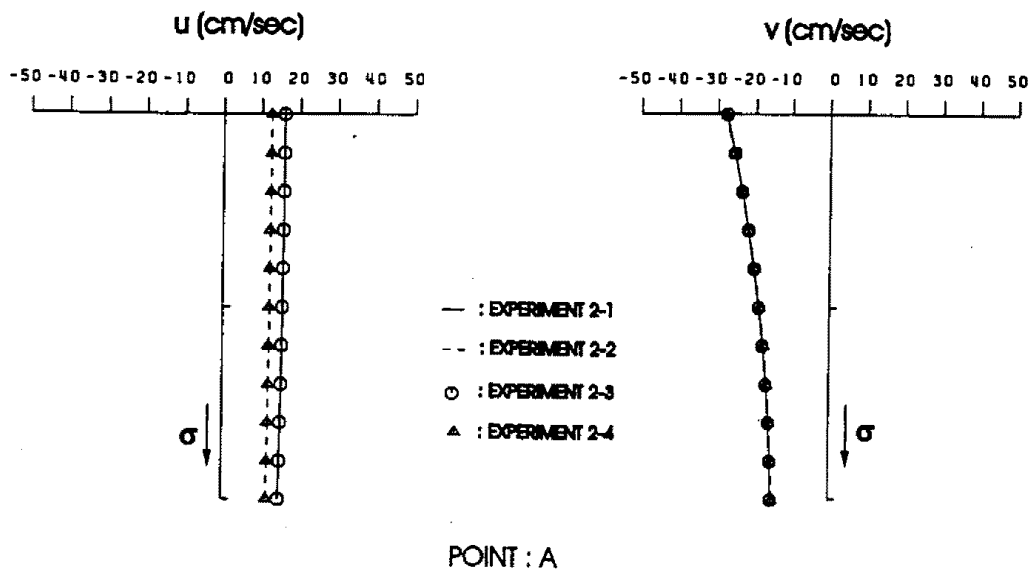 u (cm/sec)
v (cm/sec)
-50 -40 -30 -20 -10 0 10 20 30 40 50
-50 -40 -30 -20 -10 0 10 20 30 40 50
— : EXPERIMENT 2-1
-- : EXPERIMENT 2-2
: EXPERIMENT 2-3
: EXPERIMENT 2-4
σ
σ
POINT : A